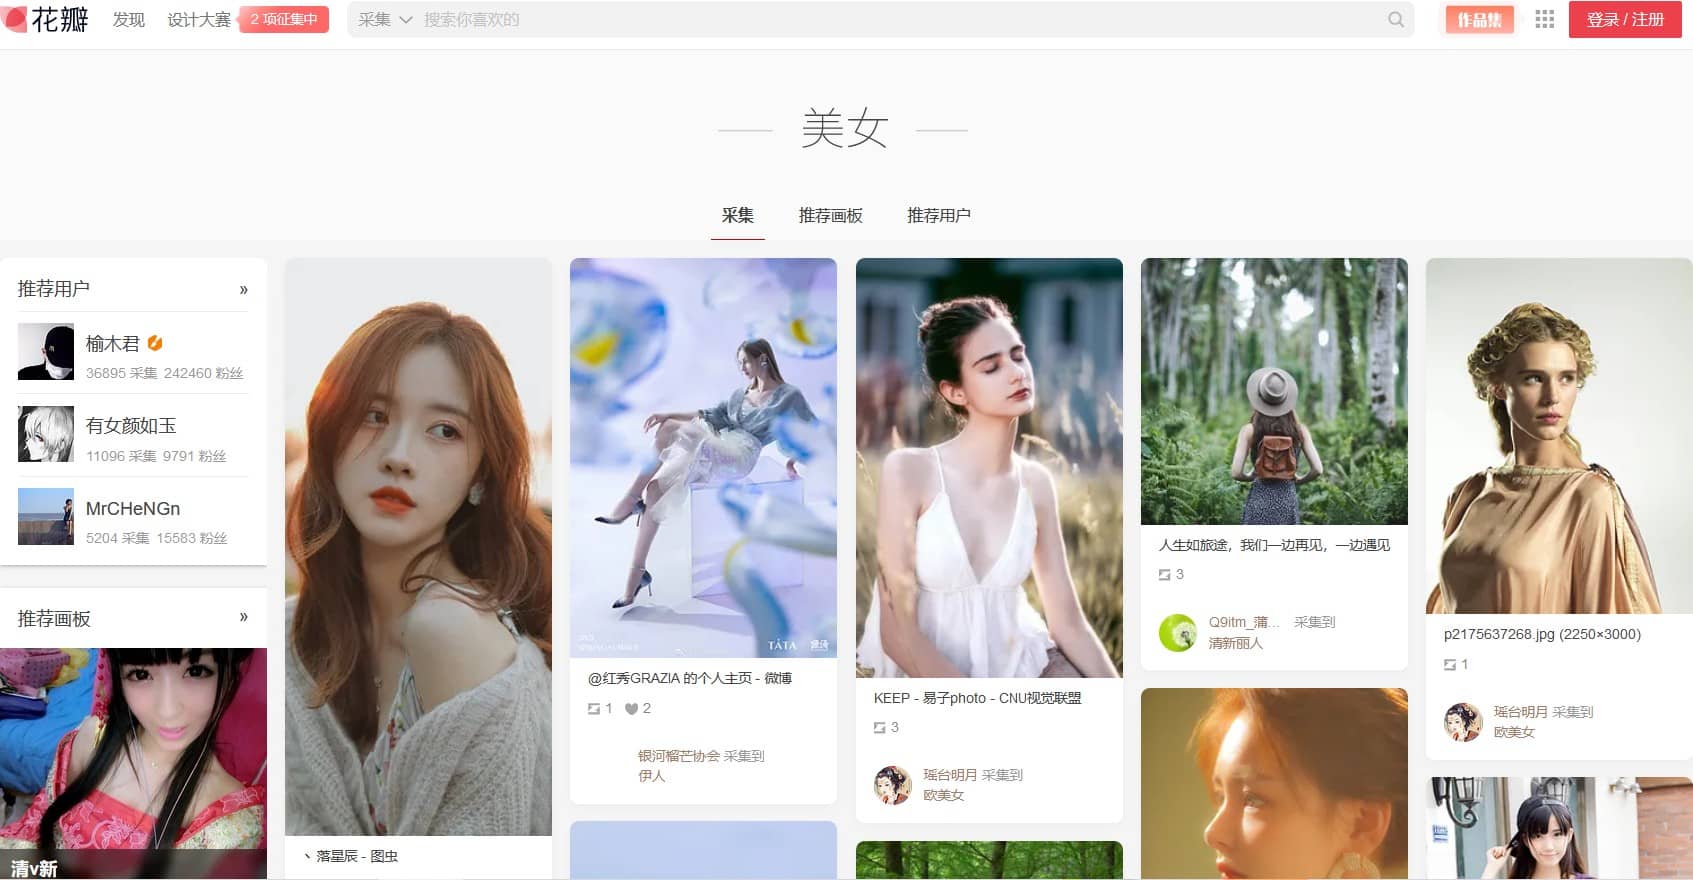 花瓣
发现
设计大赛
2 项征集中
采集
搜索你喜欢的
作品集
登录 / 注册
美女
采集
推荐画板
推荐用户
推荐用户
»
榆木君
36895 采集 242460 粉丝
有女颜如玉
11096 采集 9791 粉丝
MrCHeNGn
5204 采集 15583 粉丝
推荐画板
»
清v新
丶落星辰 - 图虫
TATA
@红秀GRAZIA 的个人主页 - 微博
1
2
银河榴芒协会 采集到
伊人
KEEP - 易子photo - CNU视觉联盟
3
瑶台明月 采集到
欧美女
人生如旅途，我们一边再见，一边遇见
3
Q9itm_蒲... 采集到
清新丽人
p2175637268.jpg (2250×3000)
1
瑶台明月 采集到
欧美女